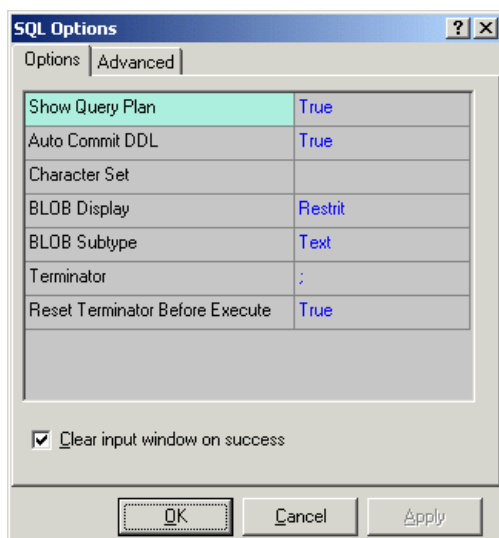 SQL Options
Options Advanced
Show Query Plan True
Auto Commit DDL True
Character Set
BLOB Display Restrit
BLOB Subtype Text
Terminator ;
Reset Terminator Before Execute True
Clear input window on success
OK Cancel Apply